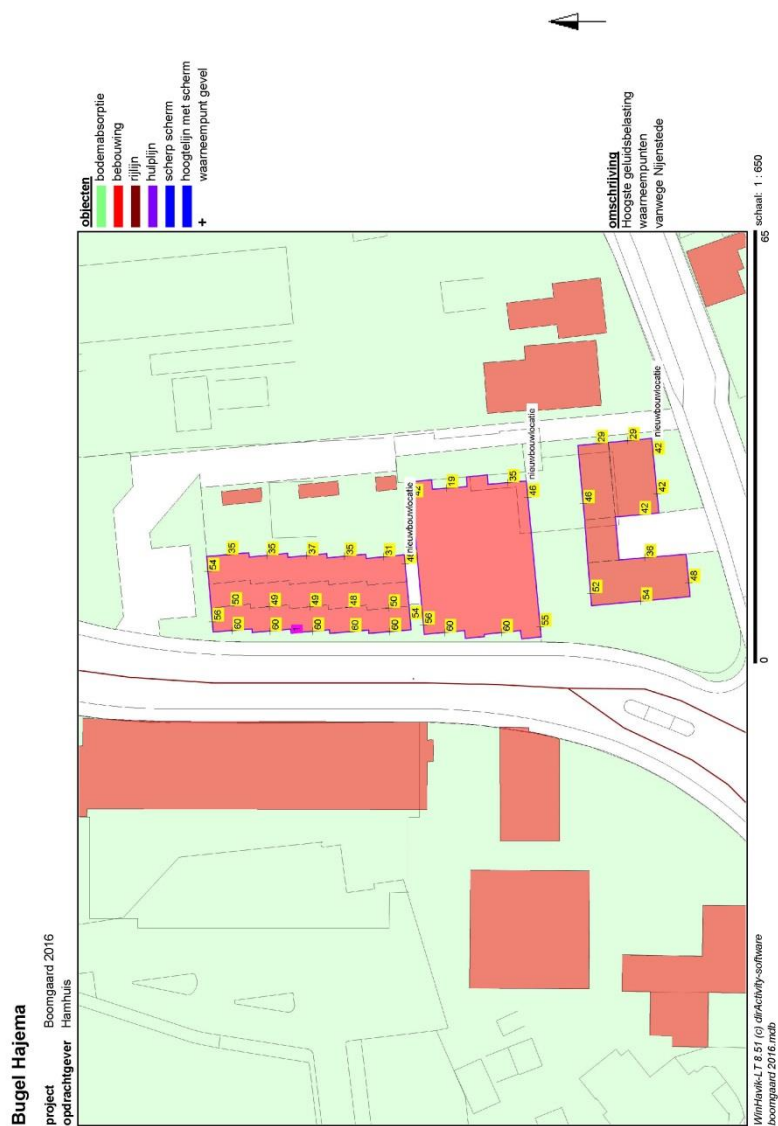 Bugel Hajema
project Boomgaard 2016
opdrachtgever Hamhuis
objecten
bodemabsorptie
bebouwing
rijlijn
hulplijn
scherp scherm
hoogtelijn met scherm
+ waarneempunt gevel
54 35 35 37 35 31
56 50 49 49 48 50 54
60 60 60 60 60
nieuwbouwlocatie
19 35 46
56 60 60 55
nieuwbouwlocatie
29 29 42
46 42 42
52 54 36 48
nieuwbouwlocatie
omschrijving
Hoogste geluidsbelasting
waarneempunten
vanwege Nijenstede
0 65 schaal: 1 : 650
WinHavik-LT 8.51 (c) dirActivity-software
boomgaard 2016.mdb